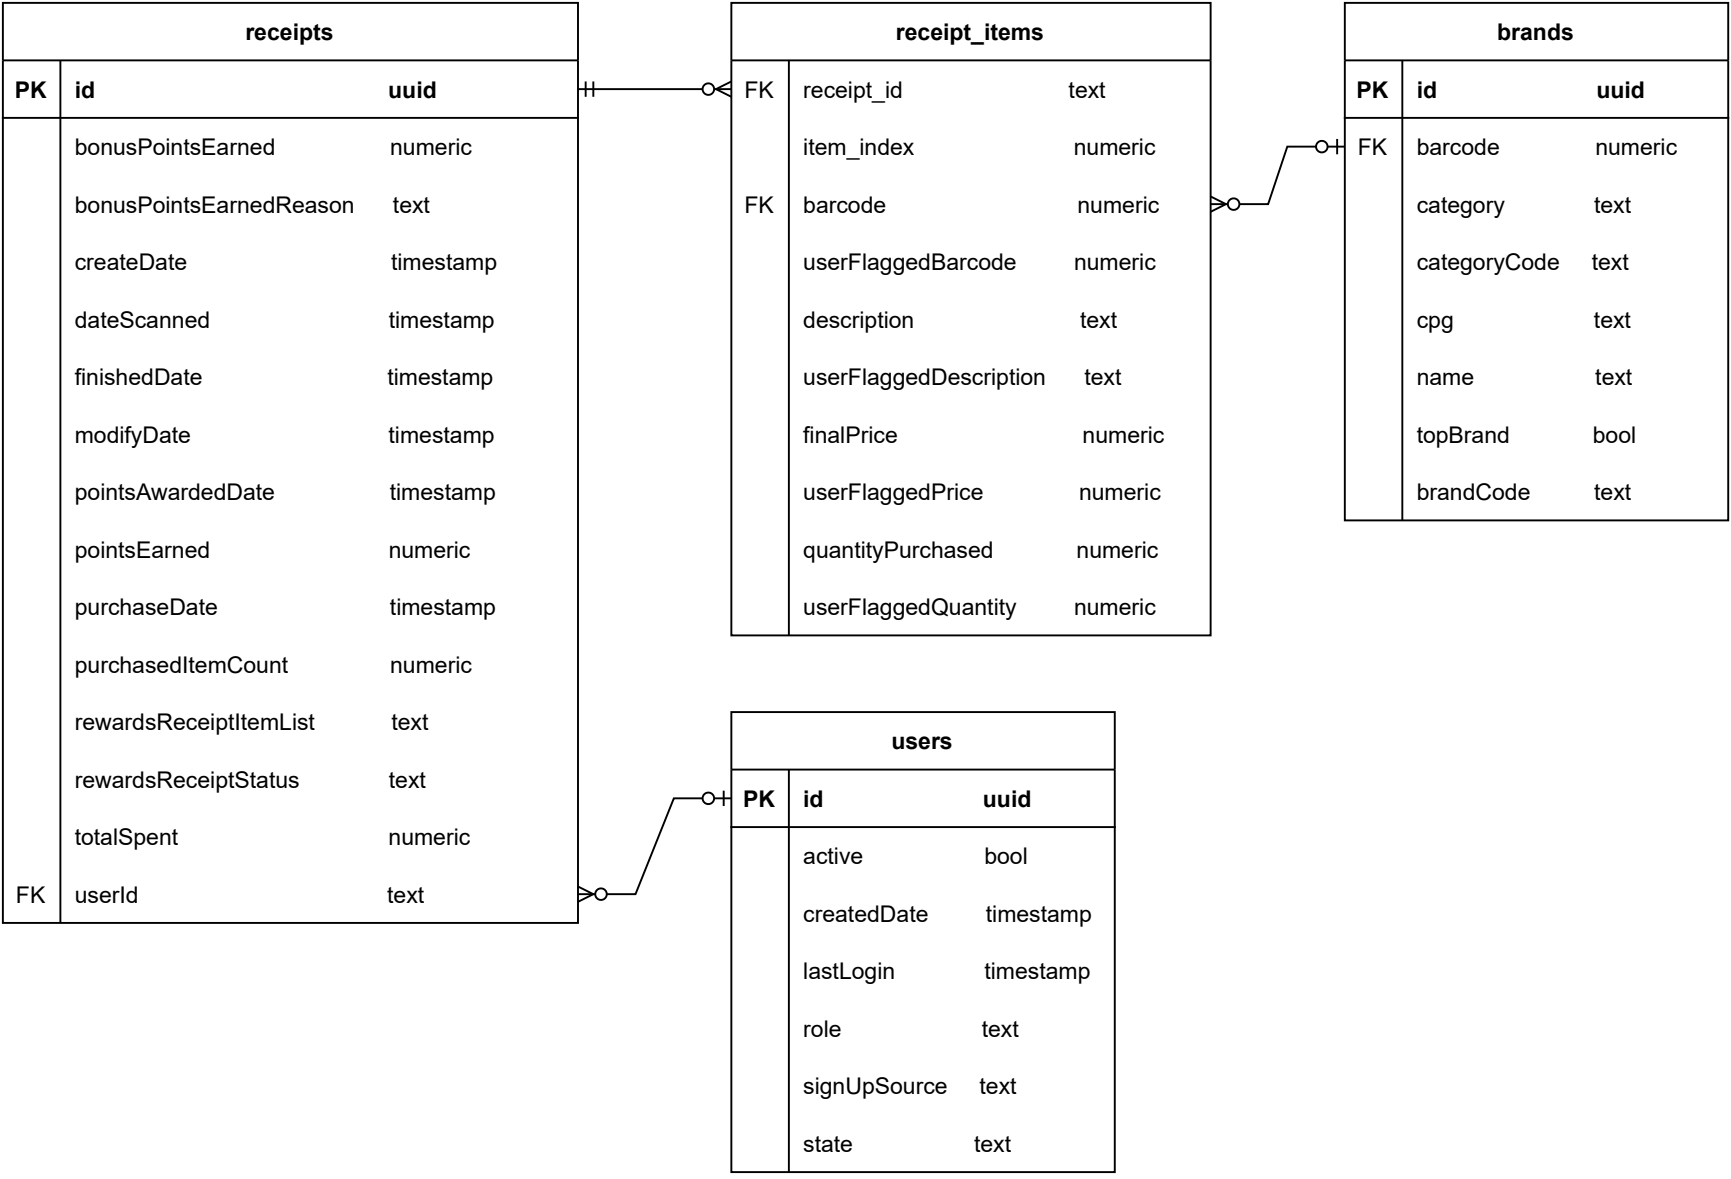 receipts
PK id uuid
bonusPointsEarned numeric
bonusPointsEarnedReason text
createDate timestamp
dateScanned timestamp
finishedDate timestamp
modifyDate timestamp
pointsAwardedDate timestamp
pointsEarned numeric
purchaseDate timestamp
purchasedItemCount numeric
rewardsReceiptItemList text
rewardsReceiptStatus text
totalSpent numeric
FK userId text
receipt_items
FK receipt_id text
item_index numeric
FK barcode numeric
userFlaggedBarcode numeric
description text
userFlaggedDescription text
finalPrice numeric
userFlaggedPrice numeric
quantityPurchased numeric
userFlaggedQuantity numeric
brands
PK id uuid
FK barcode numeric
category text
categoryCode text
cpg text
name text
topBrand bool
brandCode text
users
PK id uuid
active bool
createdDate timestamp
lastLogin timestamp
role text
signUpSource text
state text